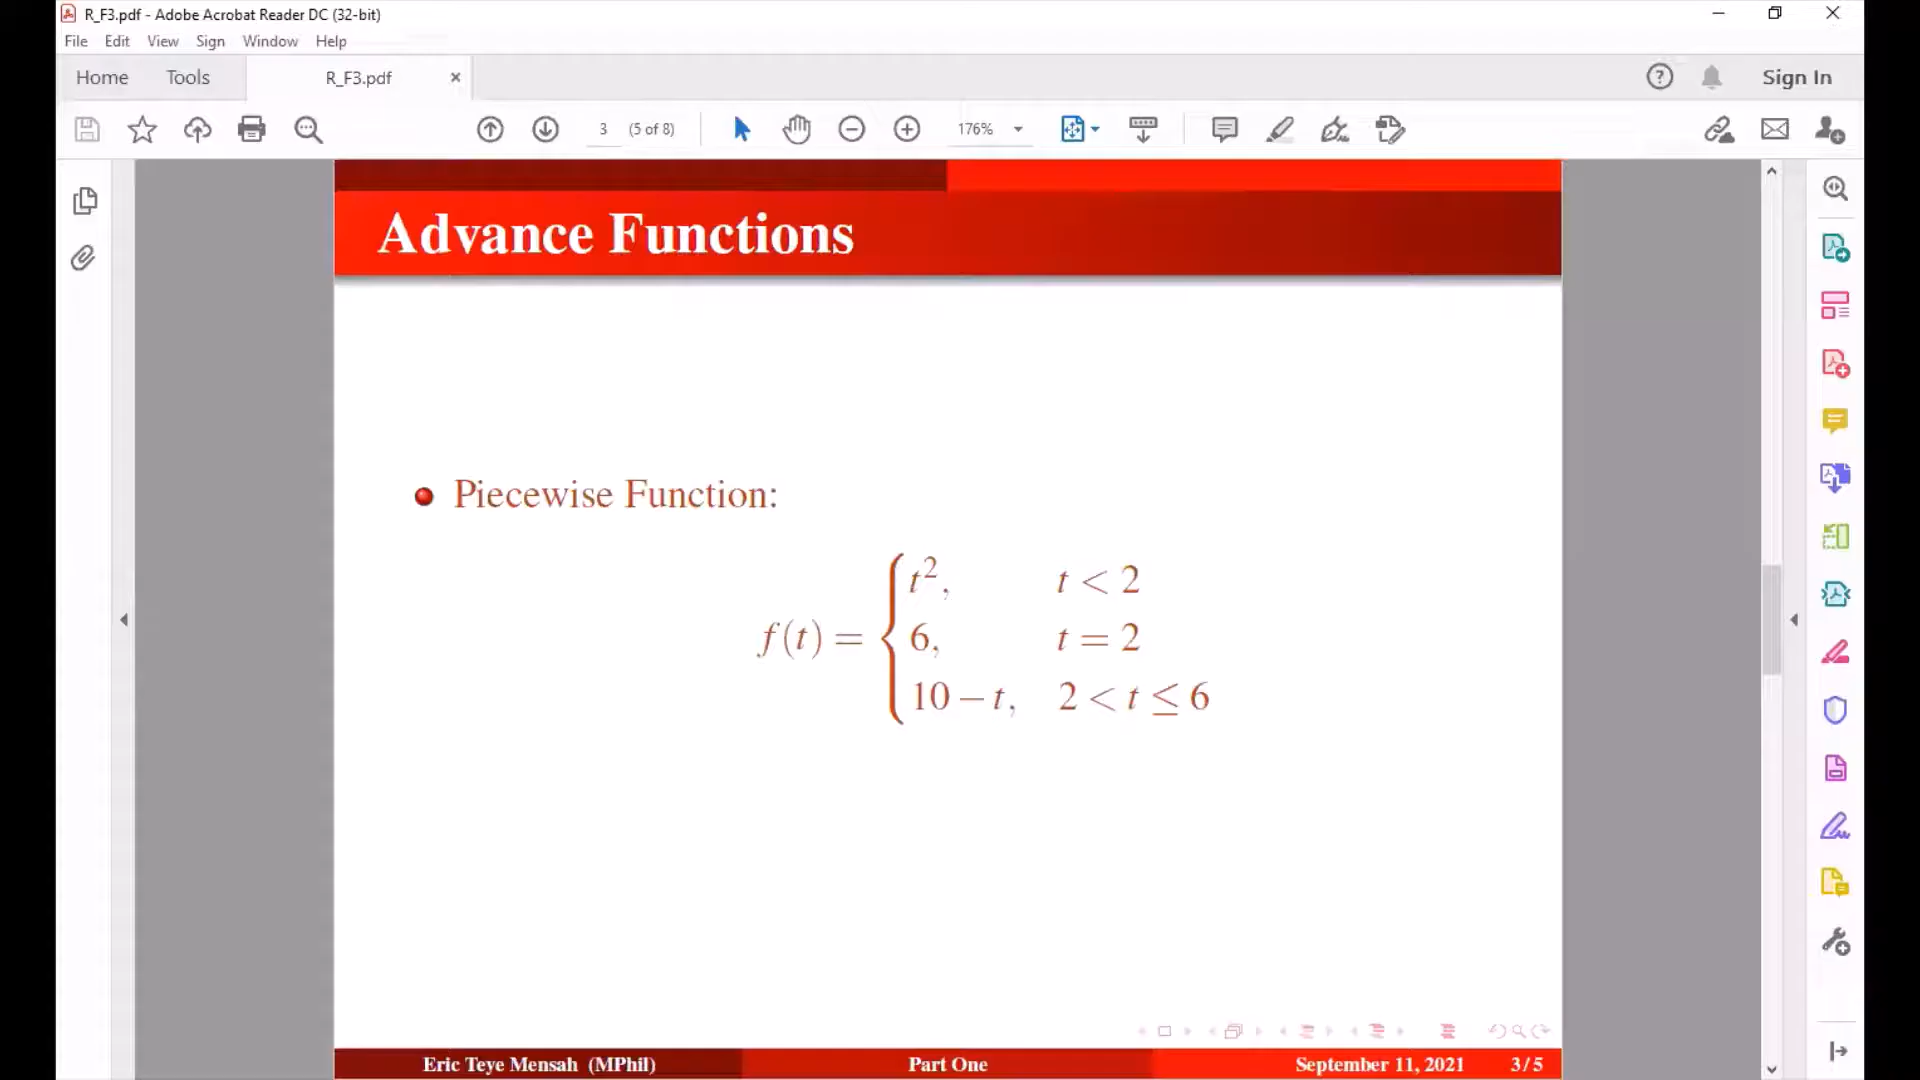 R_F3.pdf - Adobe Acrobat Reader DC (32-bit)
File Edit View Sign Window Help
Home Tools R_F3.pdf × Sign In
3 (5 of 8) 176%
Advance Functions
Piecewise Function:
t², t < 2
f(t) = { 6, t = 2
10 − t, 2 < t ≤ 6
Eric Teye Mensah (MPhil) Part One September 11, 2021 3/5